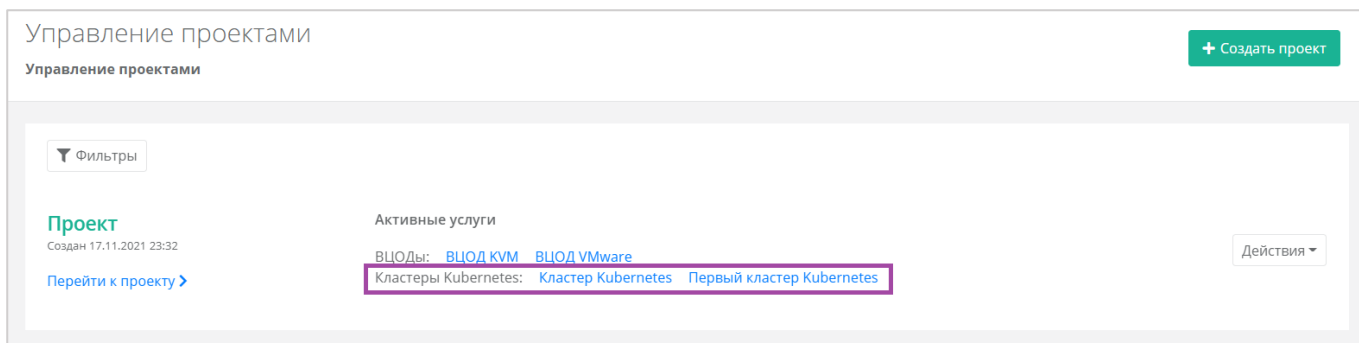 Управление проектами
Создать проект
Управление проектами
Фильтры
Проект
Создан 17.11.2021 23:32
Перейти к проекту
Активные услуги
ВЦОДы: ВЦОД KVM ВЦОД VMware
Кластеры Kubernetes: Кластер Kubernetes Первый кластер Kubernetes
Действия